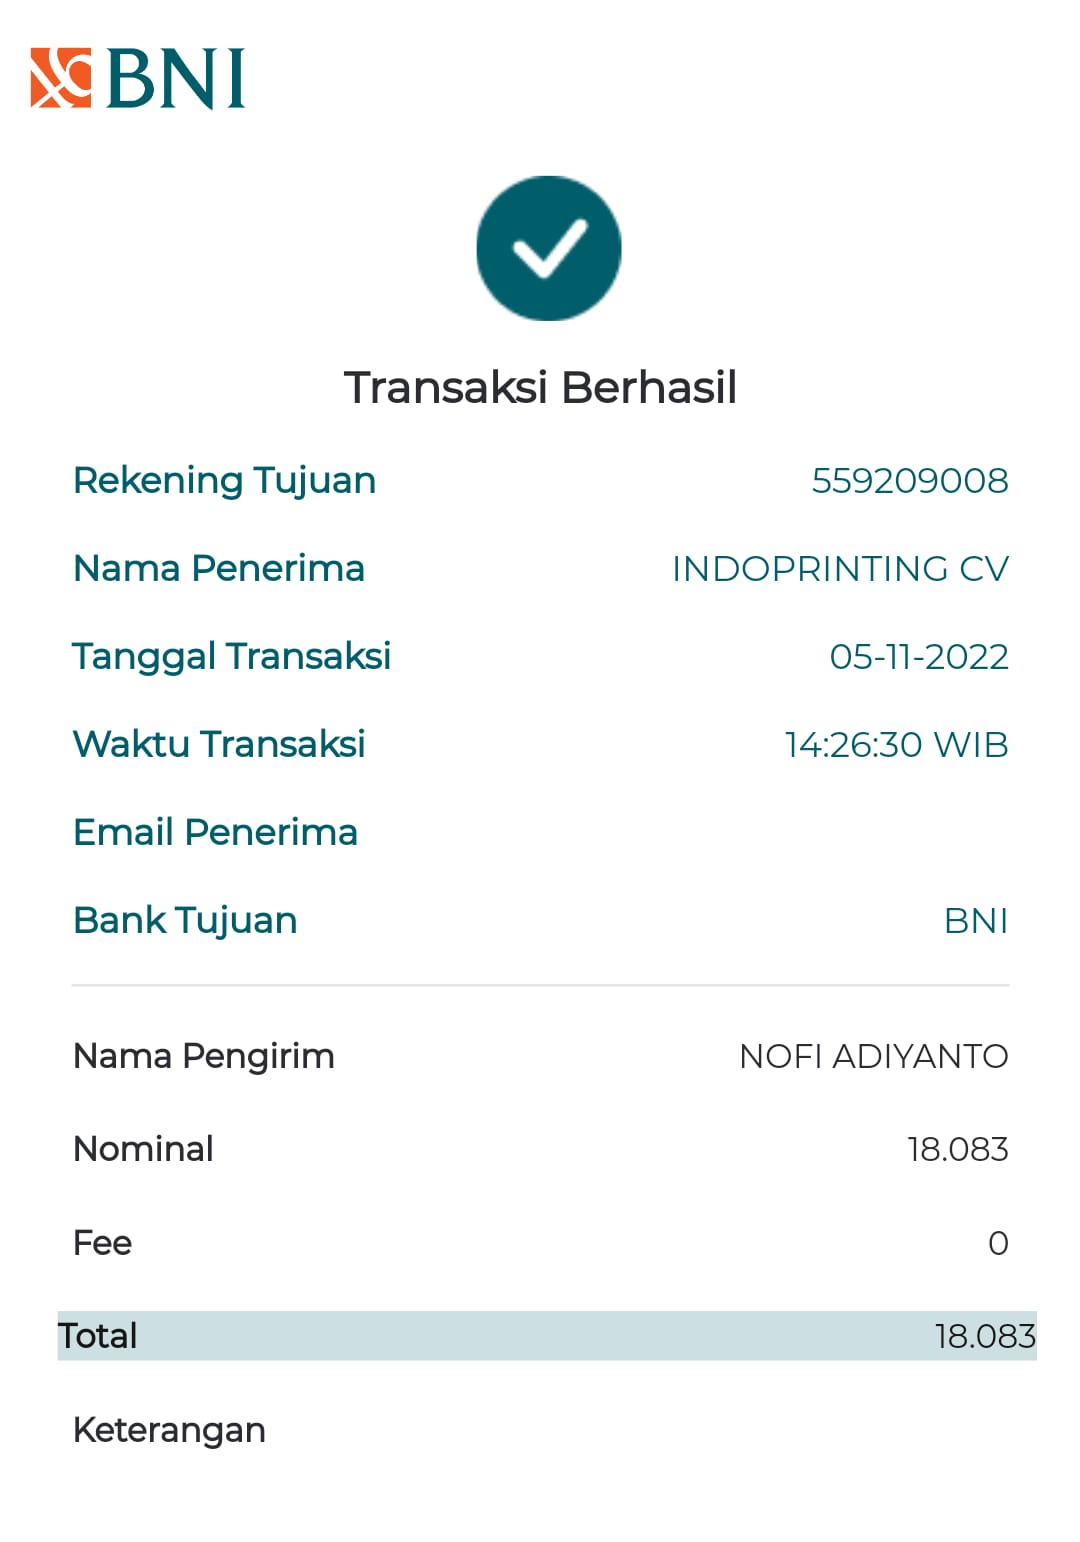 BNI
Transaksi Berhasil
Rekening Tujuan 559209008
Nama Penerima INDOPRINTING CV
Tanggal Transaksi 05-11-2022
Waktu Transaksi 14:26:30 WIB
Email Penerima
Bank Tujuan BNI
Nama Pengirim NOFI ADIYANTO
Nominal 18.083
Fee 0
Total 18.083
Keterangan